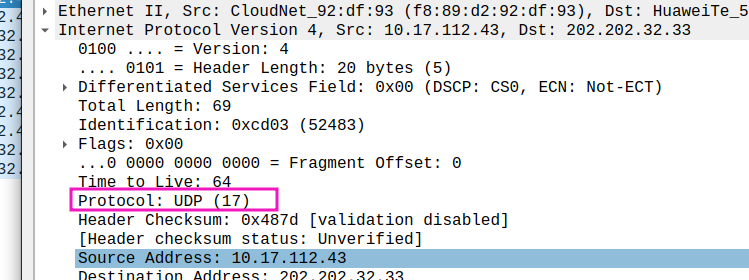 Ethernet II, Src: CloudNet_92:df:93 (f8:89:d2:92:df:93), Dst: HuaweiTe_5
Internet Protocol Version 4, Src: 10.17.112.43, Dst: 202.202.32.33
0100 .... = Version: 4
.... 0101 = Header Length: 20 bytes (5)
Differentiated Services Field: 0x00 (DSCP: CS0, ECN: Not-ECT)
Total Length: 69
Identification: 0xcd03 (52483)
Flags: 0x00
...0 0000 0000 0000 = Fragment Offset: 0
Time to Live: 64
Protocol: UDP (17)
Header Checksum: 0x487d [validation disabled]
[Header checksum status: Unverified]
Source Address: 10.17.112.43
Destination Address: 202.202.32.33